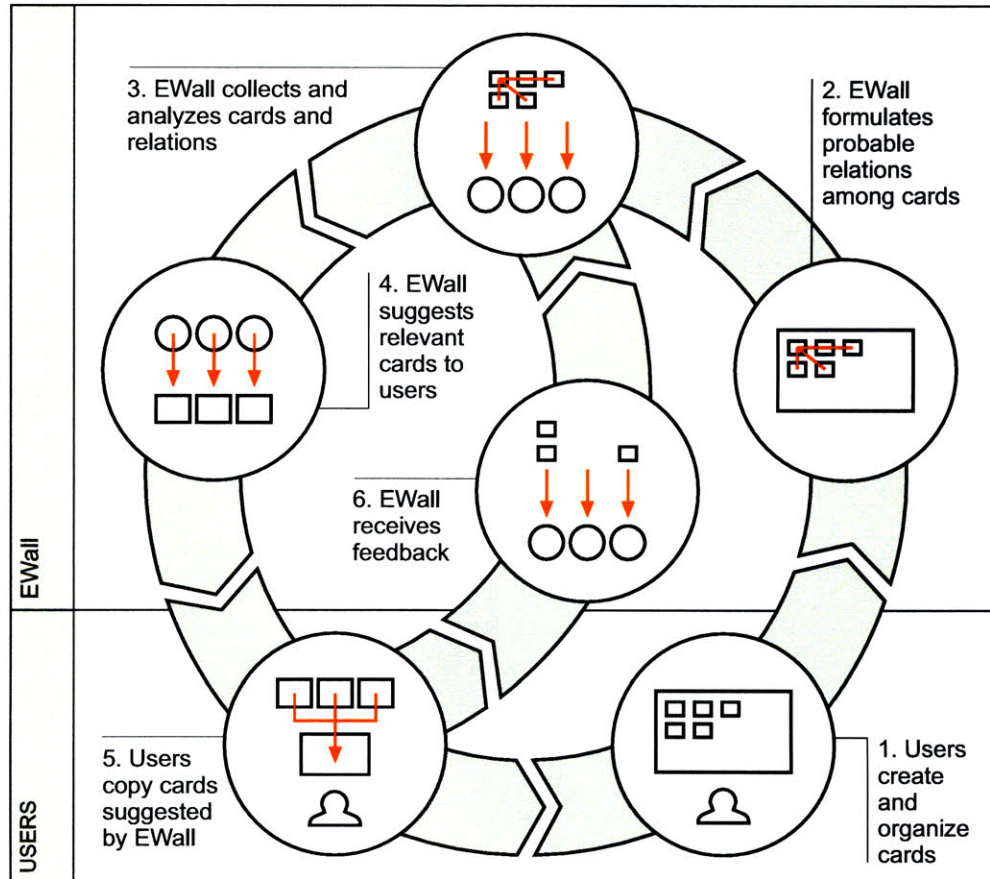 3. EWall collects and
analyzes cards and
relations
2. EWall
formulates
probable
relations
among cards
4. EWall
suggests
relevant
cards to
users
6. EWall
receives
feedback
EWall
5. Users
copy cards
suggested
by EWall
1. Users
create and
organize
cards
USERS